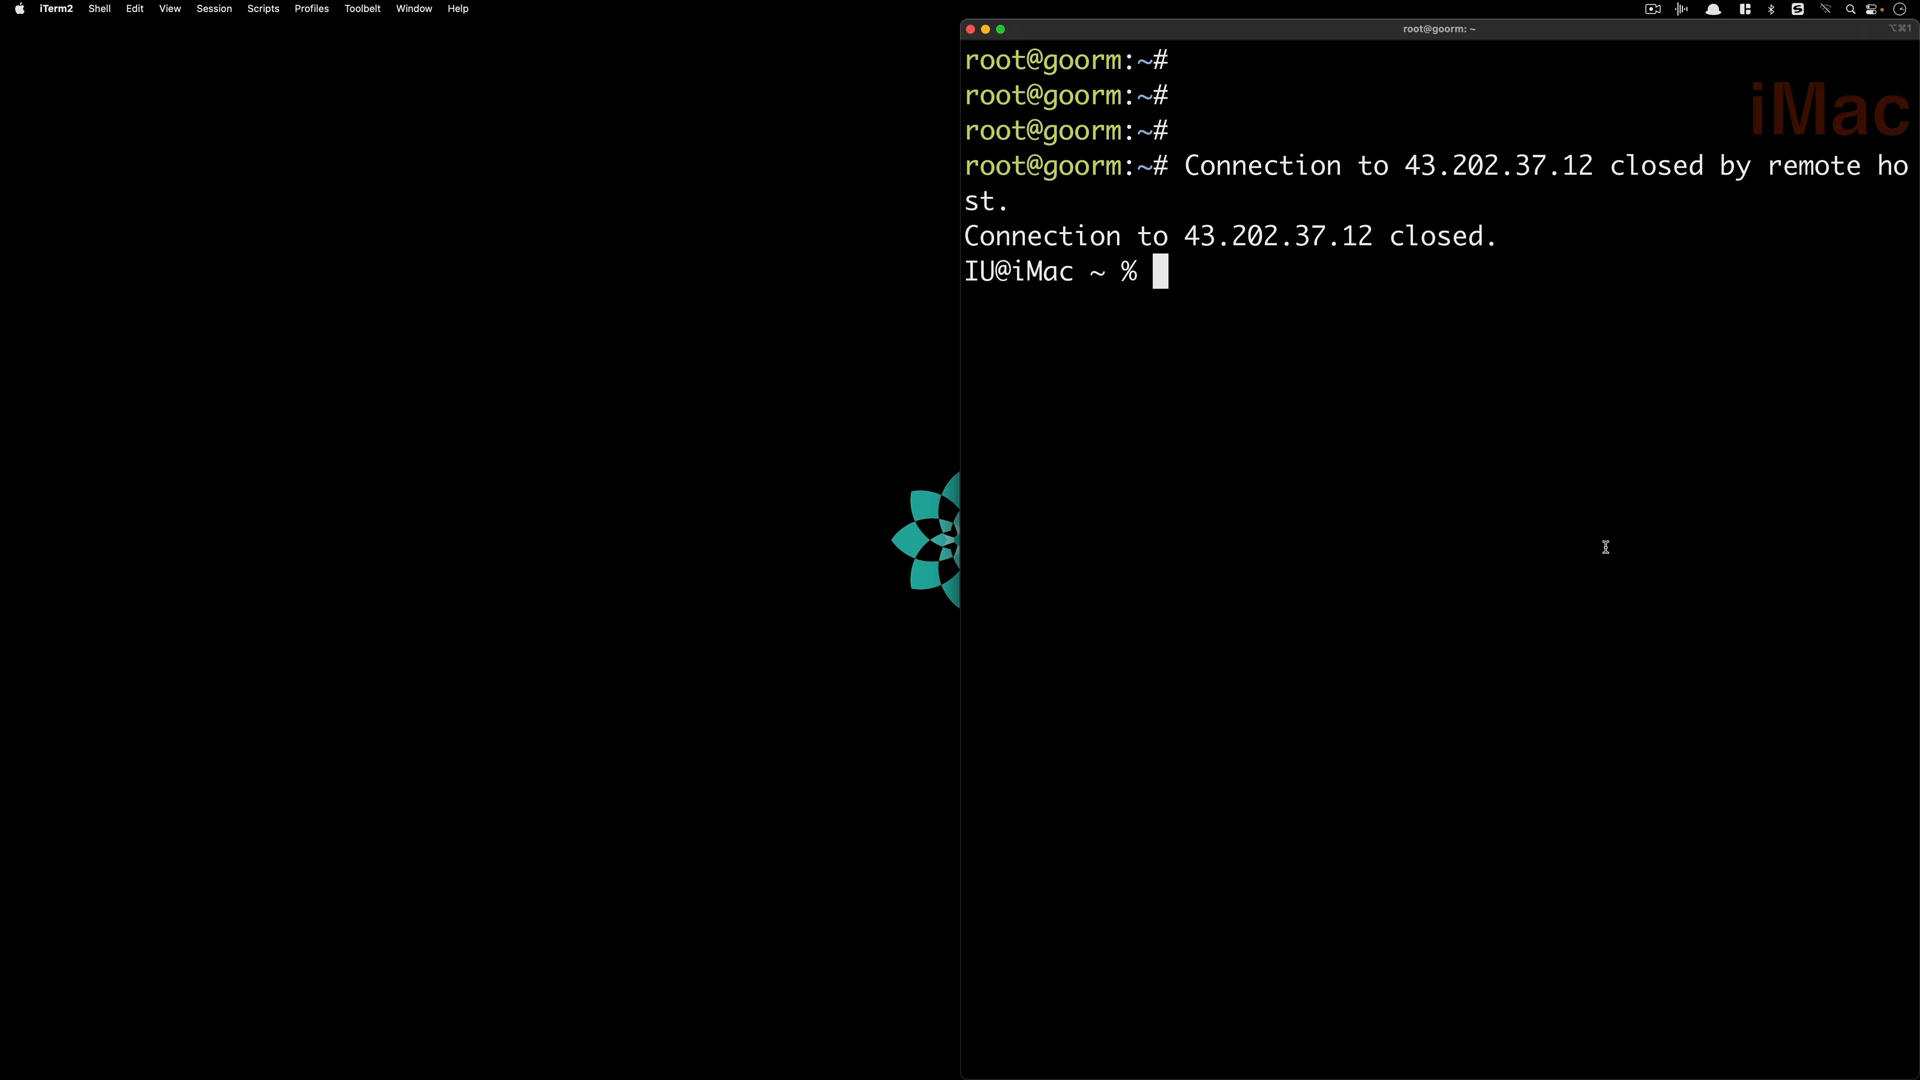 iTerm2 Shell Edit View Session Scripts Profiles Toolbelt Window Help
root@goorm: ~
⌥⌘1
root@goorm:~#
root@goorm:~#
iMac
root@goorm:~#
root@goorm:~# Connection to 43.202.37.12 closed by remote ho
st.
Connection to 43.202.37.12 closed.
IU@iMac ~ %